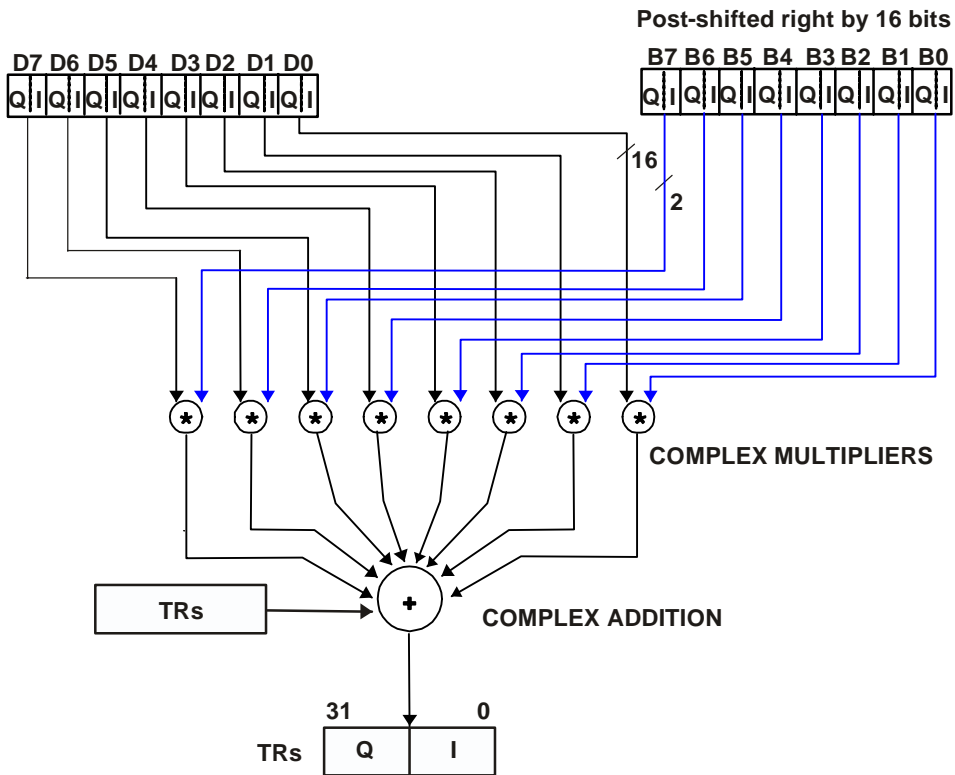 Post-shifted right by 16 bits
D7 D6 D5 D4 D3 D2 D1 D0
B7 B6 B5 B4 B3 B2 B1 B0
Q I Q I Q I Q I Q I Q I Q I Q I
Q I Q I Q I Q I Q I Q I Q I Q I
16
2
* * * * * * * *
COMPLEX MULTIPLIERS
TRs
+
COMPLEX ADDITION
31 0
TRs Q I